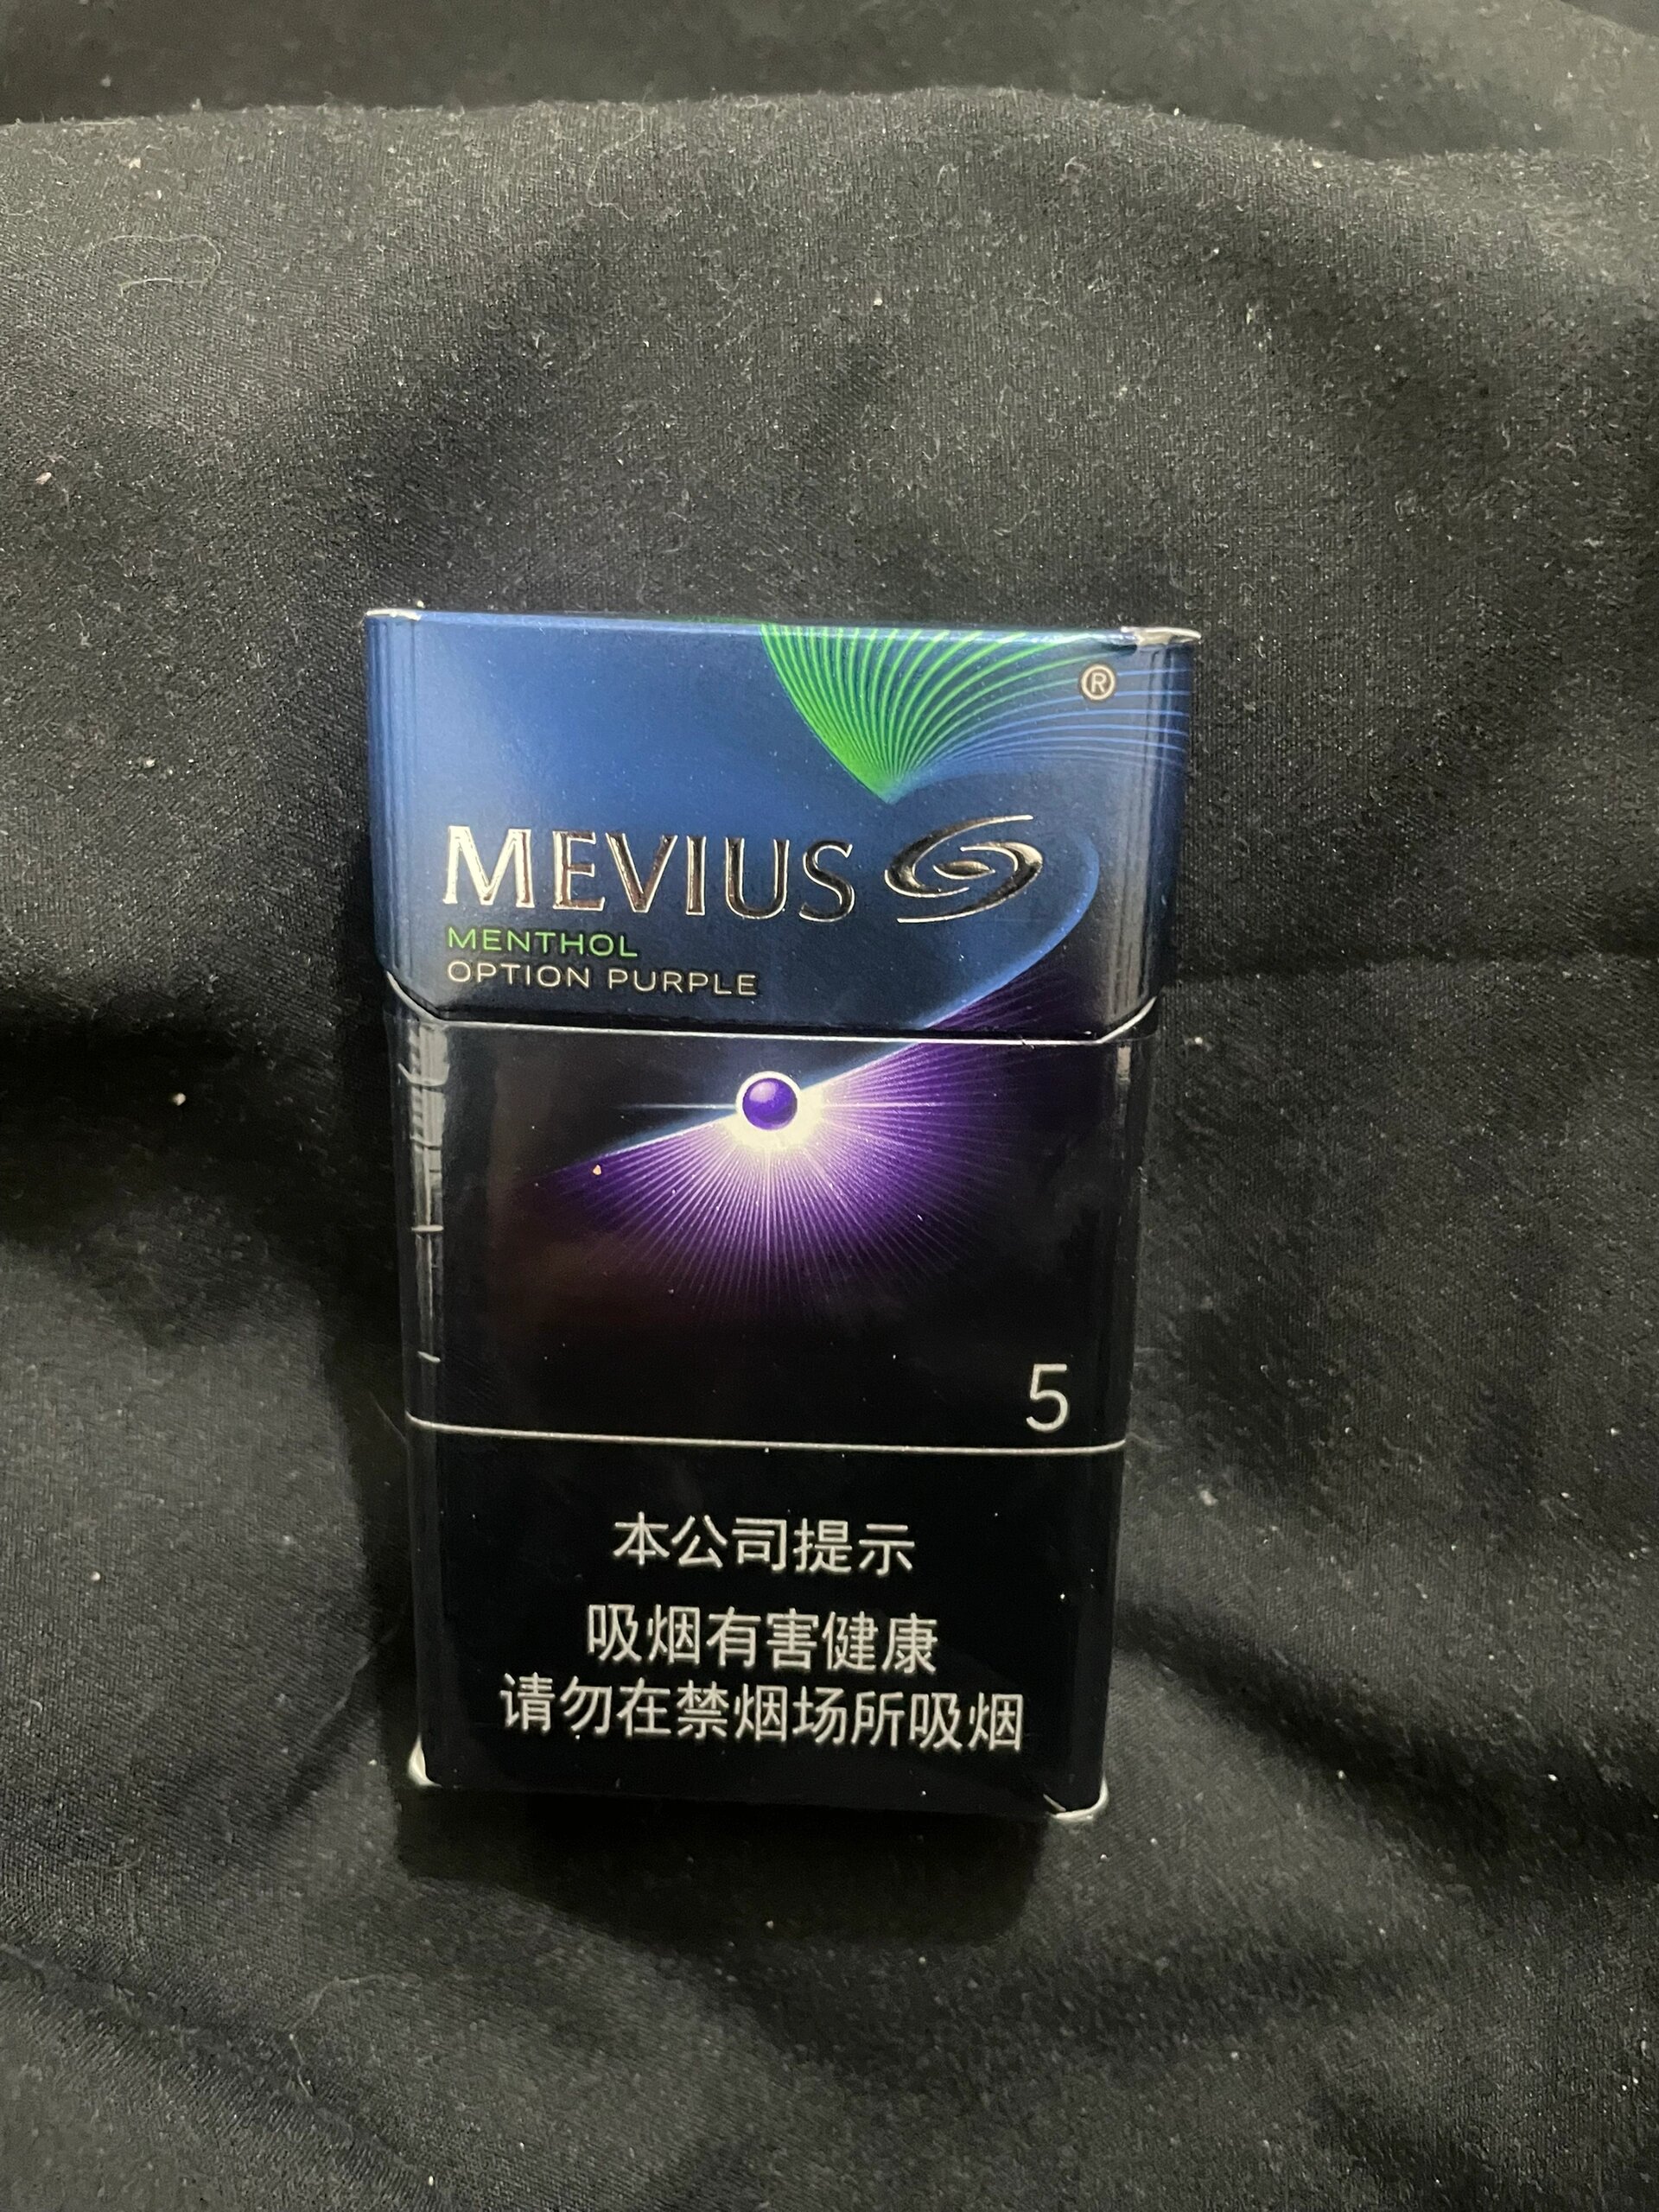 ®
MEVIUS
MENTHOL
OPTION PURPLE
5
本公司提示
吸烟有害健康
请勿在禁烟场所吸烟